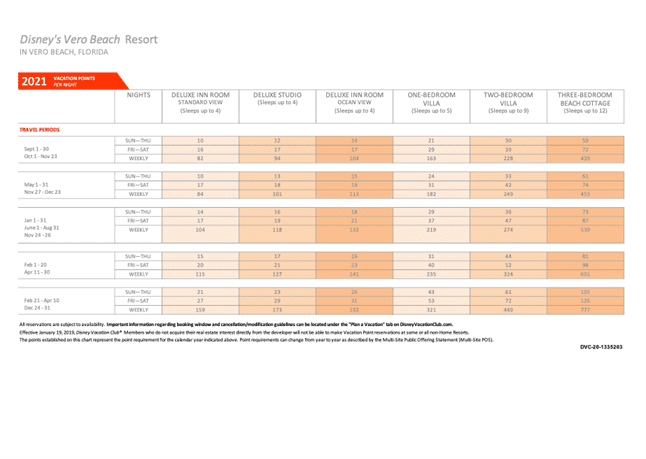 Disney's Vero Beach Resort
IN VERO BEACH, FLORIDA
2021 VACATION POINTS
PER NIGHT
NIGHTS DELUXE INN ROOM DELUXE STUDIO DELUXE INN ROOM ONE-BEDROOM TWO-BEDROOM THREE-BEDROOM
STANDARD VIEW (Sleeps up to 4) OCEAN VIEW VILLA VILLA BEACH COTTAGE
(Sleeps up to 4) (Sleeps up to 4) (Sleeps up to 5) (Sleeps up to 9) (Sleeps up to 12)
TRAVEL PERIODS
Sept 1 - 30
Oct 1 - Nov 23
SUN—THU 10 12 14 21 30 55
FRI—SAT 16 17 17 29 39 72
WEEKLY 82 94 104 163 228 419
May 1 - 31
Nov 27 - Dec 23
SUN—THU 10 13 15 24 33 61
FRI—SAT 17 18 19 31 42 74
WEEKLY 84 101 113 182 249 453
Jan 1 - 31
June 1 - Aug 31
Nov 24 - 26
SUN—THU 14 16 18 29 36 73
FRI—SAT 17 19 21 37 47 87
WEEKLY 104 118 132 219 274 539
Feb 1 - 20
Apr 11 - 30
SUN—THU 15 17 19 31 44 81
FRI—SAT 20 21 23 40 52 98
WEEKLY 115 127 141 235 324 601
Feb 21 - Apr 10
Dec 24 - 31
SUN—THU 21 23 26 43 61 105
FRI—SAT 27 29 31 53 126
WEEKLY 159 173 192 321 777
All reservations are subject to availability. Important information regarding booking window and cancellation/modification guidelines can be located under the "Plan a Vacation" tab on DisneyVacationClub.com.
Effective January 19, 2019, Disney Vacation Club® Members who do not acquire their real estate interest directly from the developer will not be able to make Vacation Point reservations at some or all non-Home Resorts.
The points established on this chart represent the point requirement for the calendar year indicated above. Point requirements can change from year to year as described by the Multi-Site Public Offering Statement (Multi-Site POS).
DVC-20-1335203